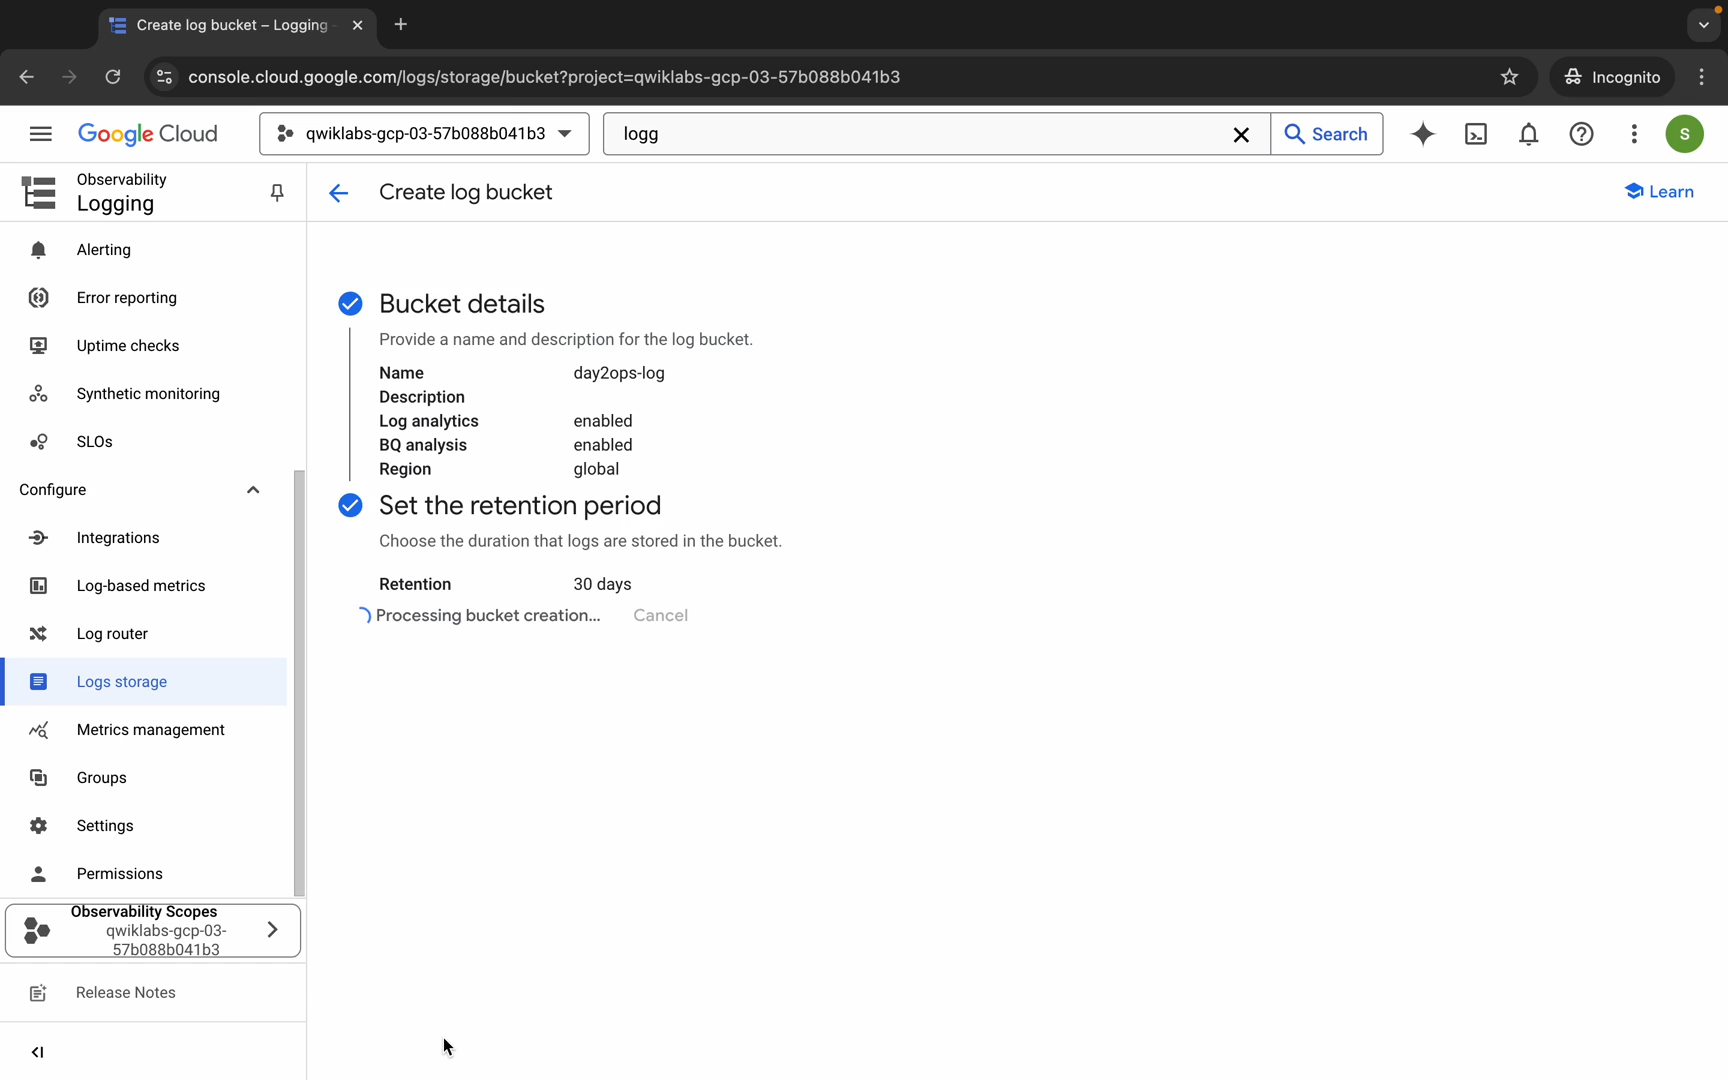 Create log bucket – Logging
console.cloud.google.com/logs/storage/bucket?project=qwiklabs-gcp-03-57b088b041b3
Incognito
Google Cloud
qwiklabs-gcp-03-57b088b041b3
logg
Search
S
Observability
Logging
Create log bucket
Learn
Alerting
Error reporting
Uptime checks
Synthetic monitoring
SLOs
Configure
Integrations
Log-based metrics
Log router
Logs storage
Metrics management
Groups
Settings
Permissions
Observability Scopes
qwiklabs-gcp-03-
57b088b041b3
Release Notes
Bucket details
Provide a name and description for the log bucket.
Name day2ops-log
Description
Log analytics enabled
BQ analysis enabled
Region global
Set the retention period
Choose the duration that logs are stored in the bucket.
Retention 30 days
Processing bucket creation... Cancel